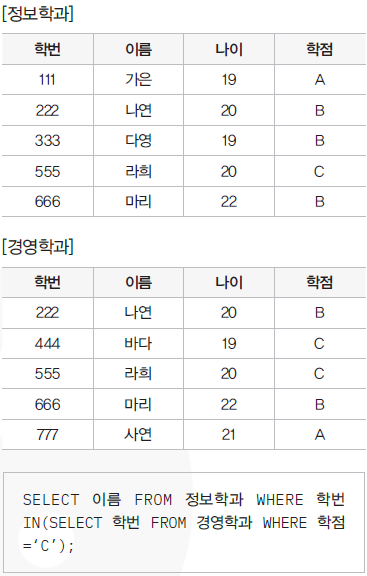 [정보학과]
학번 이름 나이 학점
111 가은 19 A
222 나연 20 B
333 다영 19 B
555 라희 20 C
666 마리 22 B
[경영학과]
학번 이름 나이 학점
222 나연 20 B
444 바다 19 C
555 라희 20 C
666 마리 22 B
777 사연 21 A
SELECT 이름 FROM 정보학과 WHERE 학번
IN(SELECT 학번 FROM 경영학과 WHERE 학점
=‘C’);